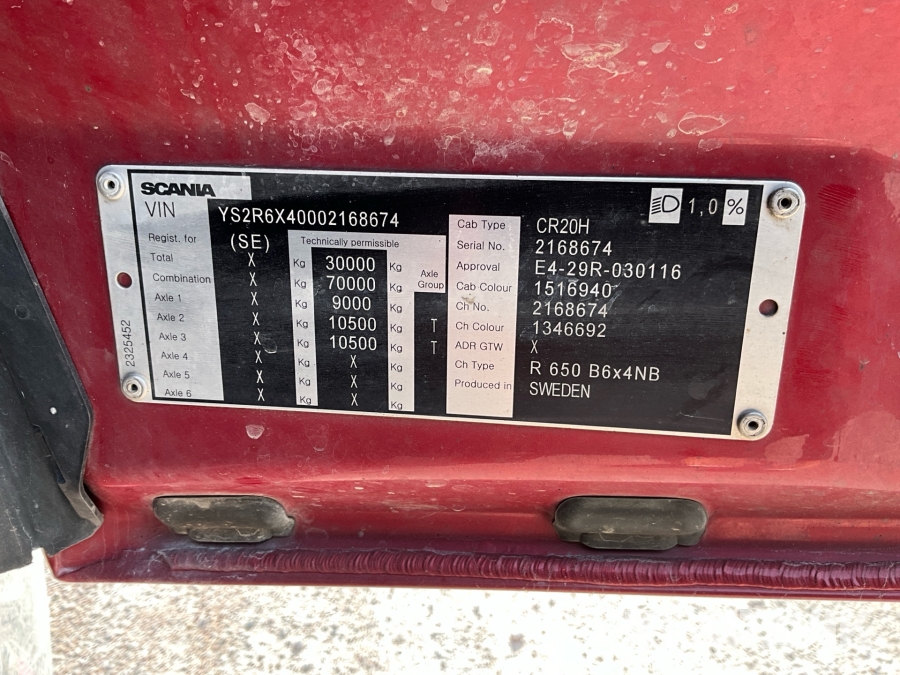 SCANIA
VIN YS2R6X40002168674
1,0 %
Regist. for (SE) Technically permissible
Total X Kg 30000 Kg
Combination X Kg 70000 Kg Axle Group
Axle 1 X Kg 9000 Kg
Axle 2 X Kg 10500 Kg T
Axle 3 X Kg 10500 Kg T
Axle 4 X Kg X Kg
Axle 5 X Kg X Kg
Axle 6 X Kg X Kg
2325452
Cab Type CR20H
Serial No. 2168674
Approval E4-29R-030116
Cab Colour 1516940
Ch No. 2168674
Ch Colour 1346692
ADR GTW X
Ch Type R 650 B6x4NB
Produced in SWEDEN